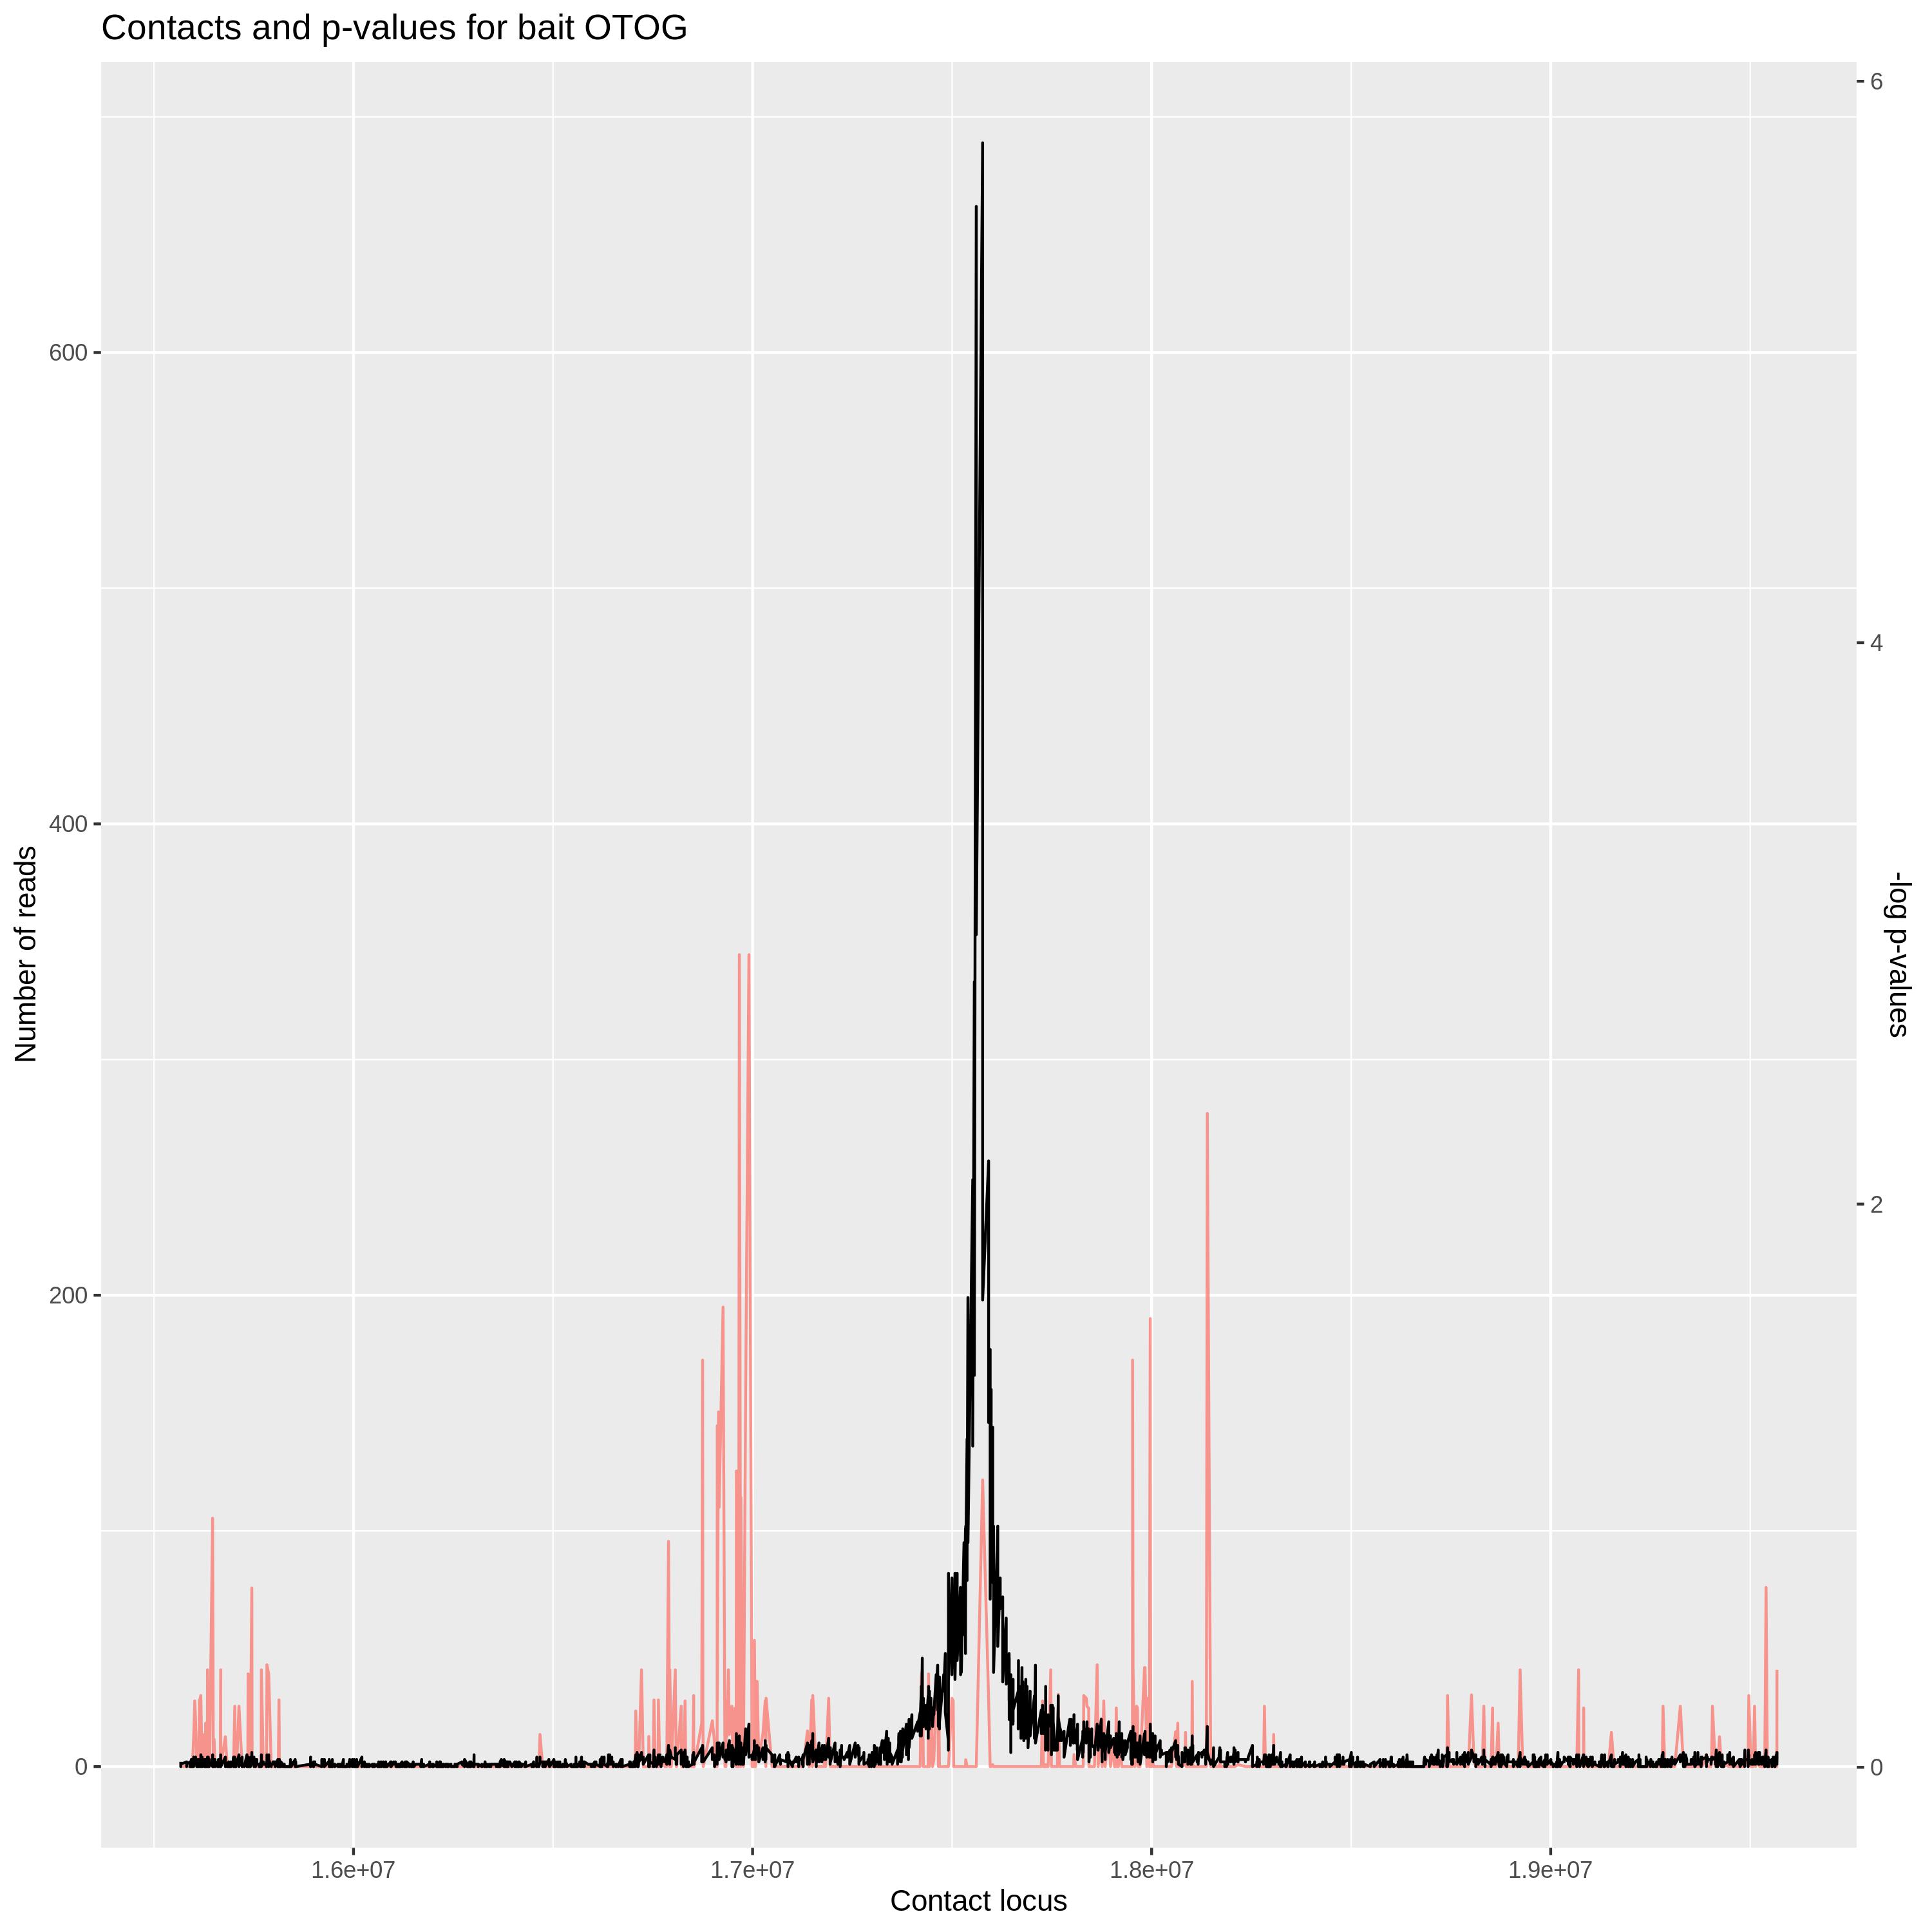 Contacts and p-values for bait OTOG
6
600
4
400
Number of reads
-log p-values
2
200
0
0
1.6e+07
1.7e+07
1.8e+07
1.9e+07
Contact locus